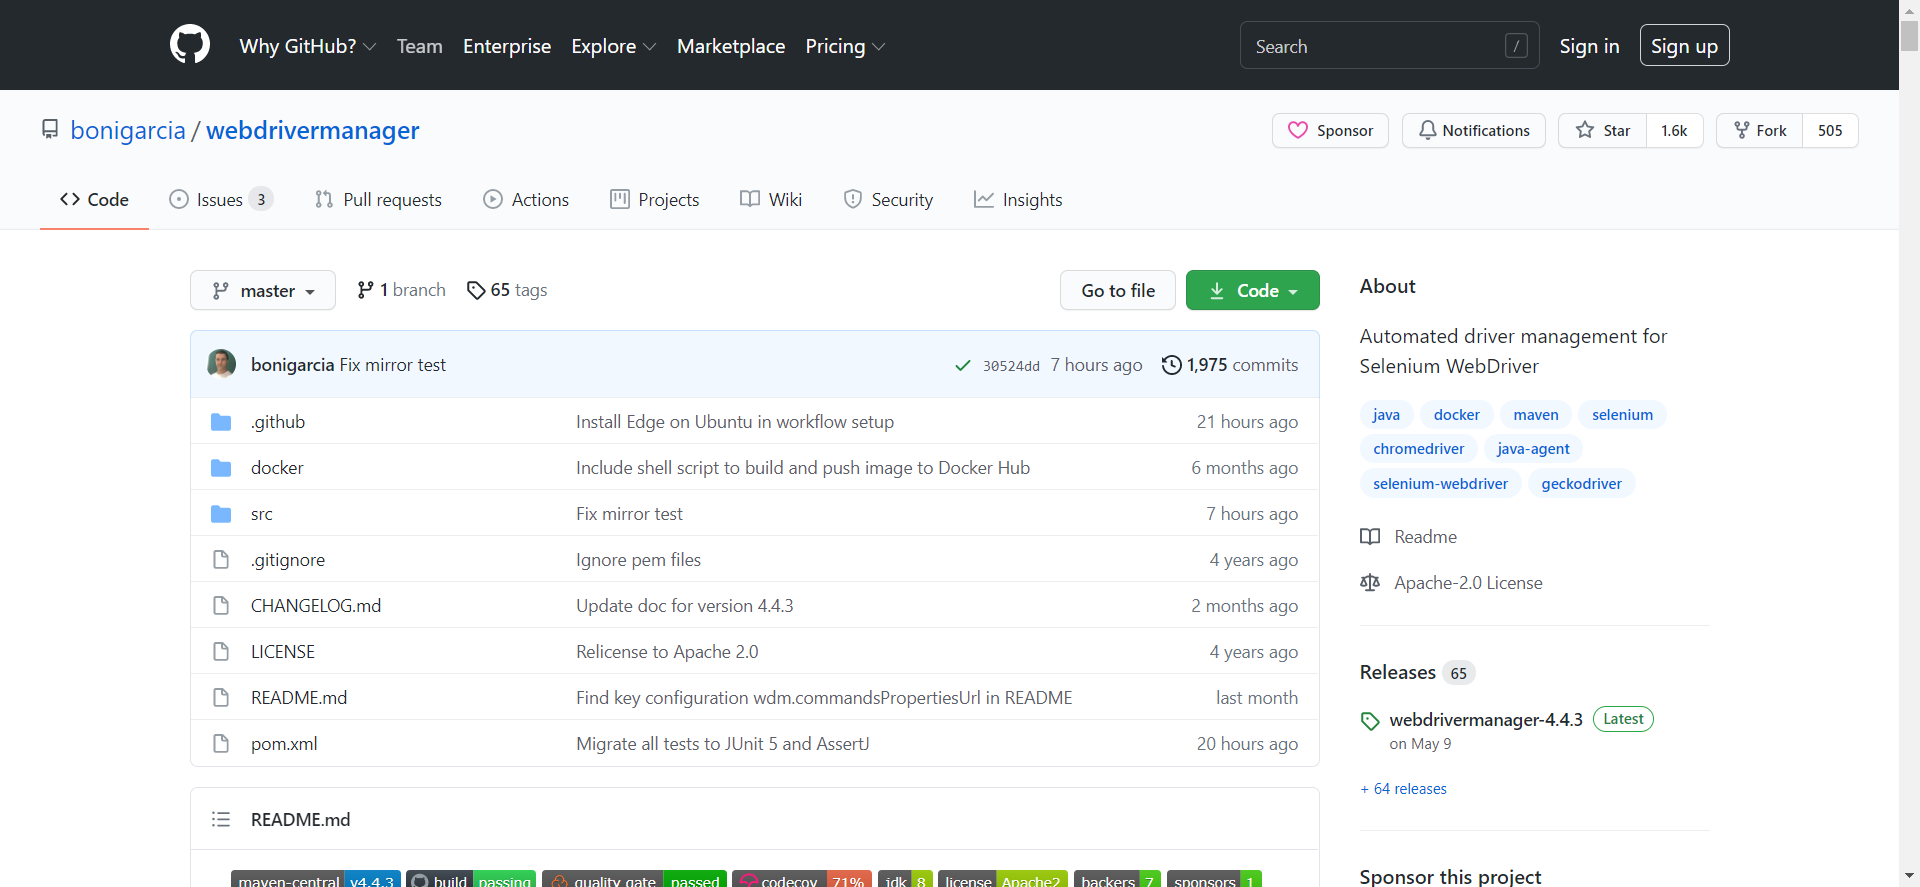 Why GitHub? Team Enterprise Explore Marketplace Pricing Search / Sign in Sign up
bonigarcia / webdrivermanager Sponsor Notifications Star 1.6k Fork 505
Code Issues 3 Pull requests Actions Projects Wiki Security Insights
master 1 branch 65 tags Go to file Code
bonigarcia Fix mirror test 30524dd 7 hours ago 1,975 commits
.github Install Edge on Ubuntu in workflow setup 21 hours ago
docker Include shell script to build and push image to Docker Hub 6 months ago
src Fix mirror test 7 hours ago
.gitignore Ignore pem files 4 years ago
CHANGELOG.md Update doc for version 4.4.3 2 months ago
LICENSE Relicense to Apache 2.0 4 years ago
README.md Find key configuration wdm.commandsPropertiesUrl in README last month
pom.xml Migrate all tests to JUnit 5 and AssertJ 20 hours ago
README.md
maven-central v4.4.3 build passing quality gate passed codecov 71% jdk 8 license Apache2 backers 7 sponsors 1
About
Automated driver management for
Selenium WebDriver
java docker maven selenium
chromedriver java-agent
selenium-webdriver geckodriver
Readme
Apache-2.0 License
Releases 65
webdrivermanager-4.4.3 Latest
on May 9
+ 64 releases
Sponsor this project